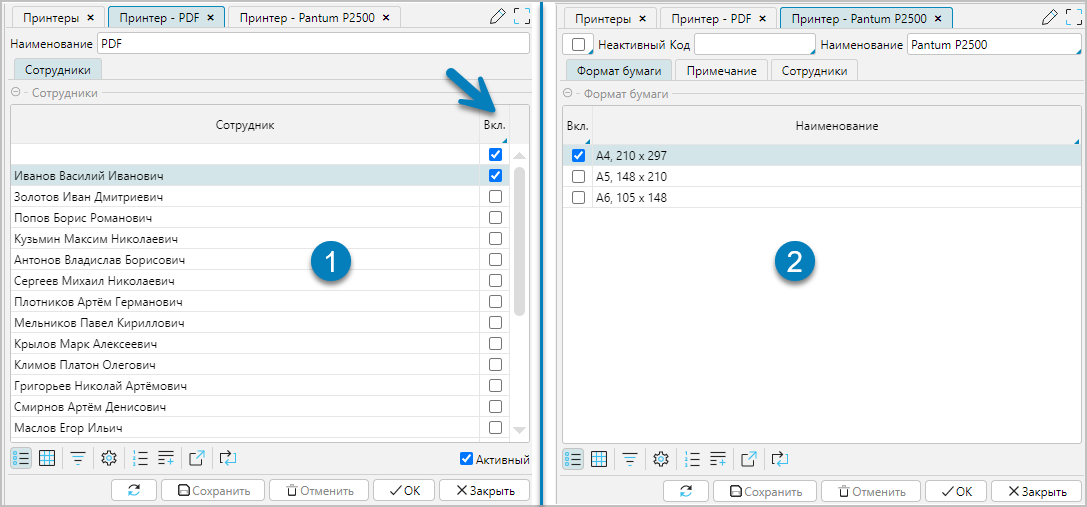 Принтеры × Принтер - PDF × Принтер - Pantum P2500 ×
Наименование PDF
Сотрудники
Сотрудники
Сотрудник Вкл.
Иванов Василий Иванович
Золотов Иван Дмитриевич
Попов Борис Романович
Кузьмин Максим Николаевич
Антонов Владислав Борисович
Сергеев Михаил Николаевич
Плотников Артём Германович
Мельников Павел Кириллович
Крылов Марк Алексеевич
Климов Платон Олегович
Григорьев Николай Артёмович
Смирнов Артём Денисович
Маслов Егор Ильич
1
Активный
Сохранить Отменить ОК Закрыть
Принтеры × Принтер - PDF × Принтер - Pantum P2500 ×
Неактивный Код Наименование Pantum P2500
Формат бумаги Примечание Сотрудники
Формат бумаги
Вкл. Наименование
A4, 210 x 297
A5, 148 x 210
A6, 105 x 148
2
Сохранить Отменить ОК Закрыть